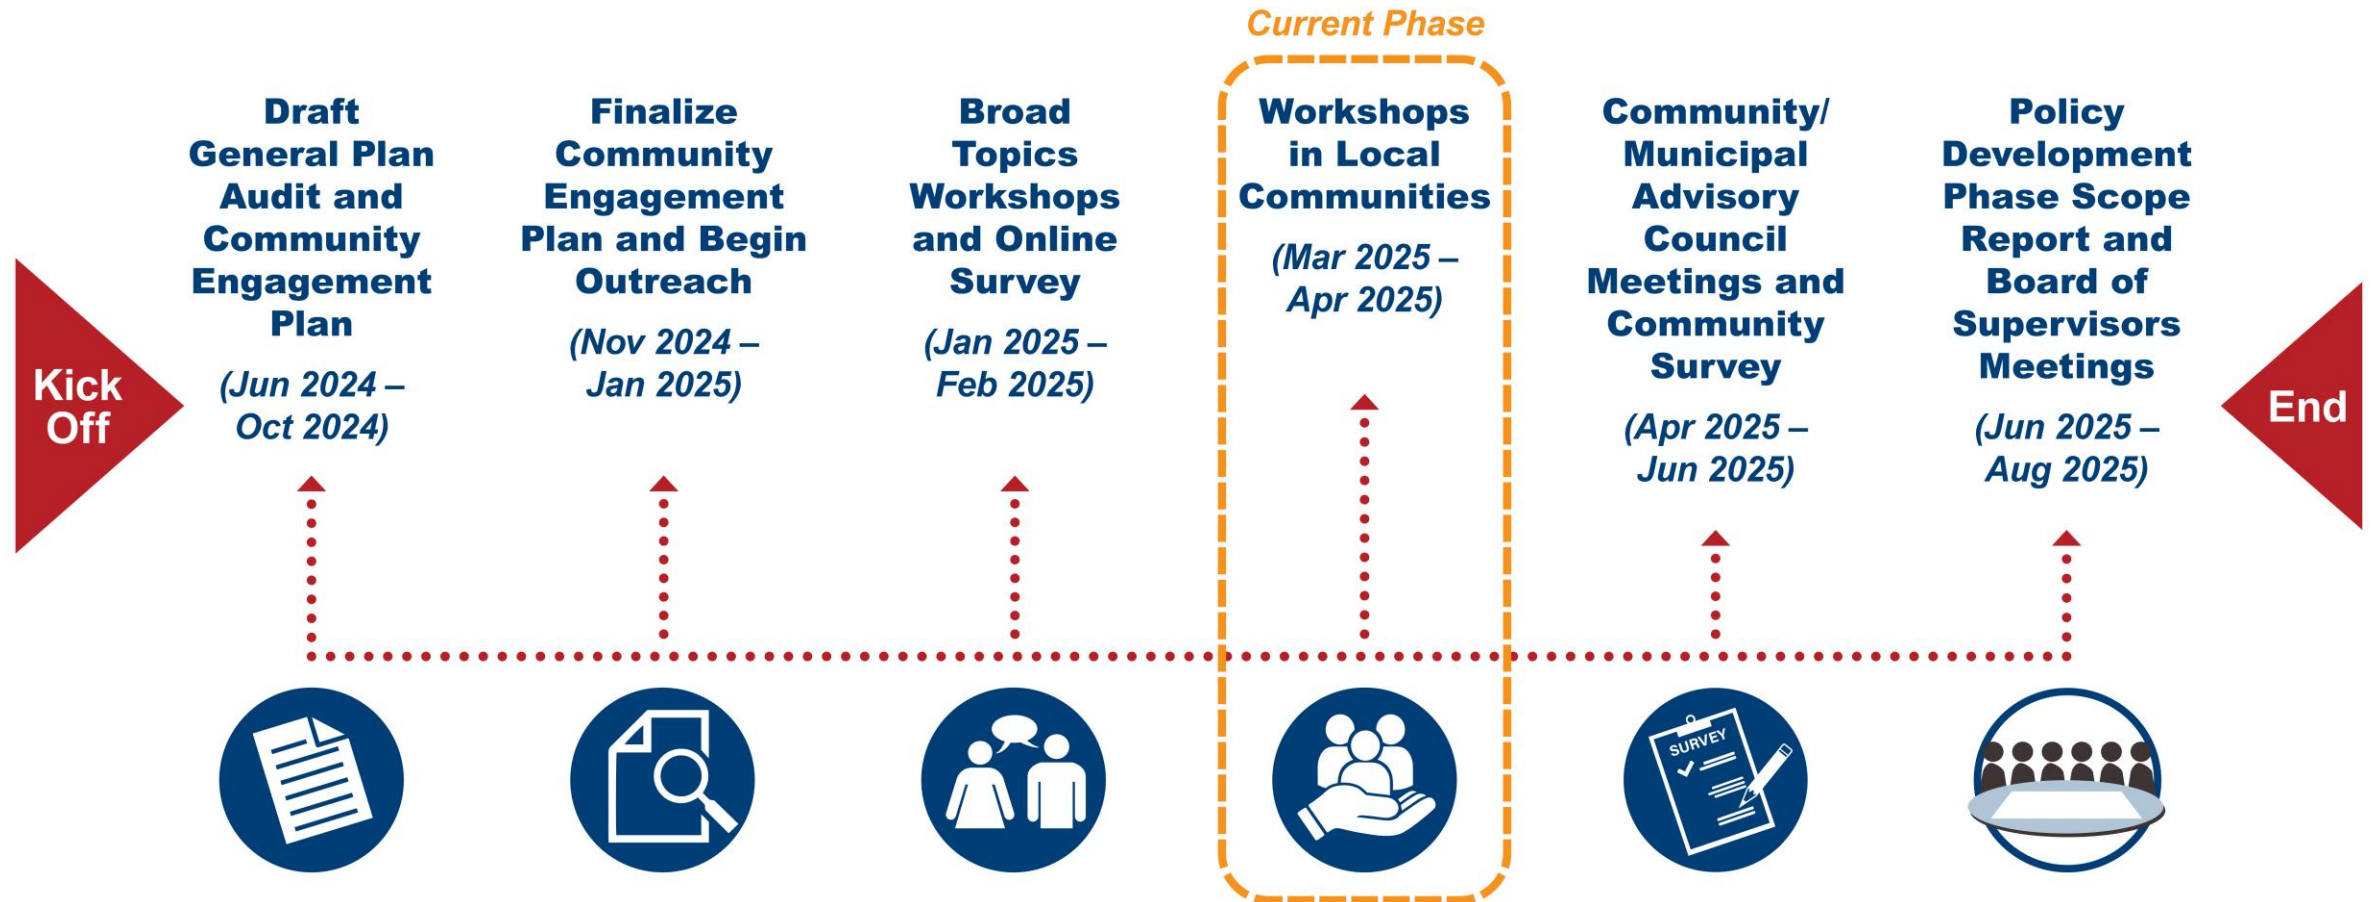 Current Phase
Kick
Off
Draft
General Plan
Audit and
Community
Engagement
Plan
(Jun 2024 –
Oct 2024)
Finalize
Community
Engagement
Plan and Begin
Outreach
(Nov 2024 –
Jan 2025)
Broad
Topics
Workshops
and Online
Survey
(Jan 2025 –
Feb 2025)
Workshops
in Local
Communities
(Mar 2025 –
Apr 2025)
Community/
Municipal
Advisory
Council
Meetings and
Community
Survey
(Apr 2025 –
Jun 2025)
Policy
Development
Phase Scope
Report and
Board of
Supervisors
Meetings
(Jun 2025 –
Aug 2025)
End
SURVEY